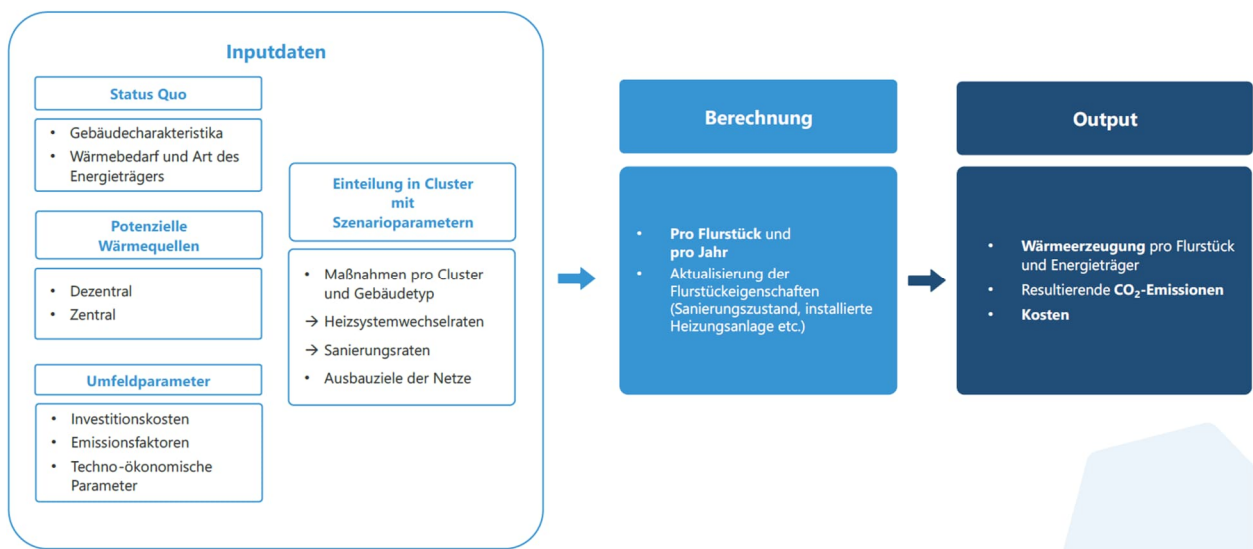 Inputdaten
Status Quo
• Gebäudecharakteristika
• Wärmebedarf und Art des
Energieträgers
Potenzielle
Wärmequellen
• Dezentral
• Zentral
Umfeldparameter
• Investitionskosten
• Emissionsfaktoren
• Techno-ökonomische
Parameter
Einteilung in Cluster
mit
Szenarioparametern
• Maßnahmen pro Cluster
und Gebäudetyp
→ Heizsystemwechselraten
→ Sanierungsraten
• Ausbauziele der Netze
Berechnung
• Pro Flurstück und
pro Jahr
• Aktualisierung der
Flurstückeigenschaften
(Sanierungszustand, installierte
Heizungsanlage etc.)
Output
• Wärmeerzeugung pro Flurstück
und Energieträger
• Resultierende CO₂-Emissionen
• Kosten